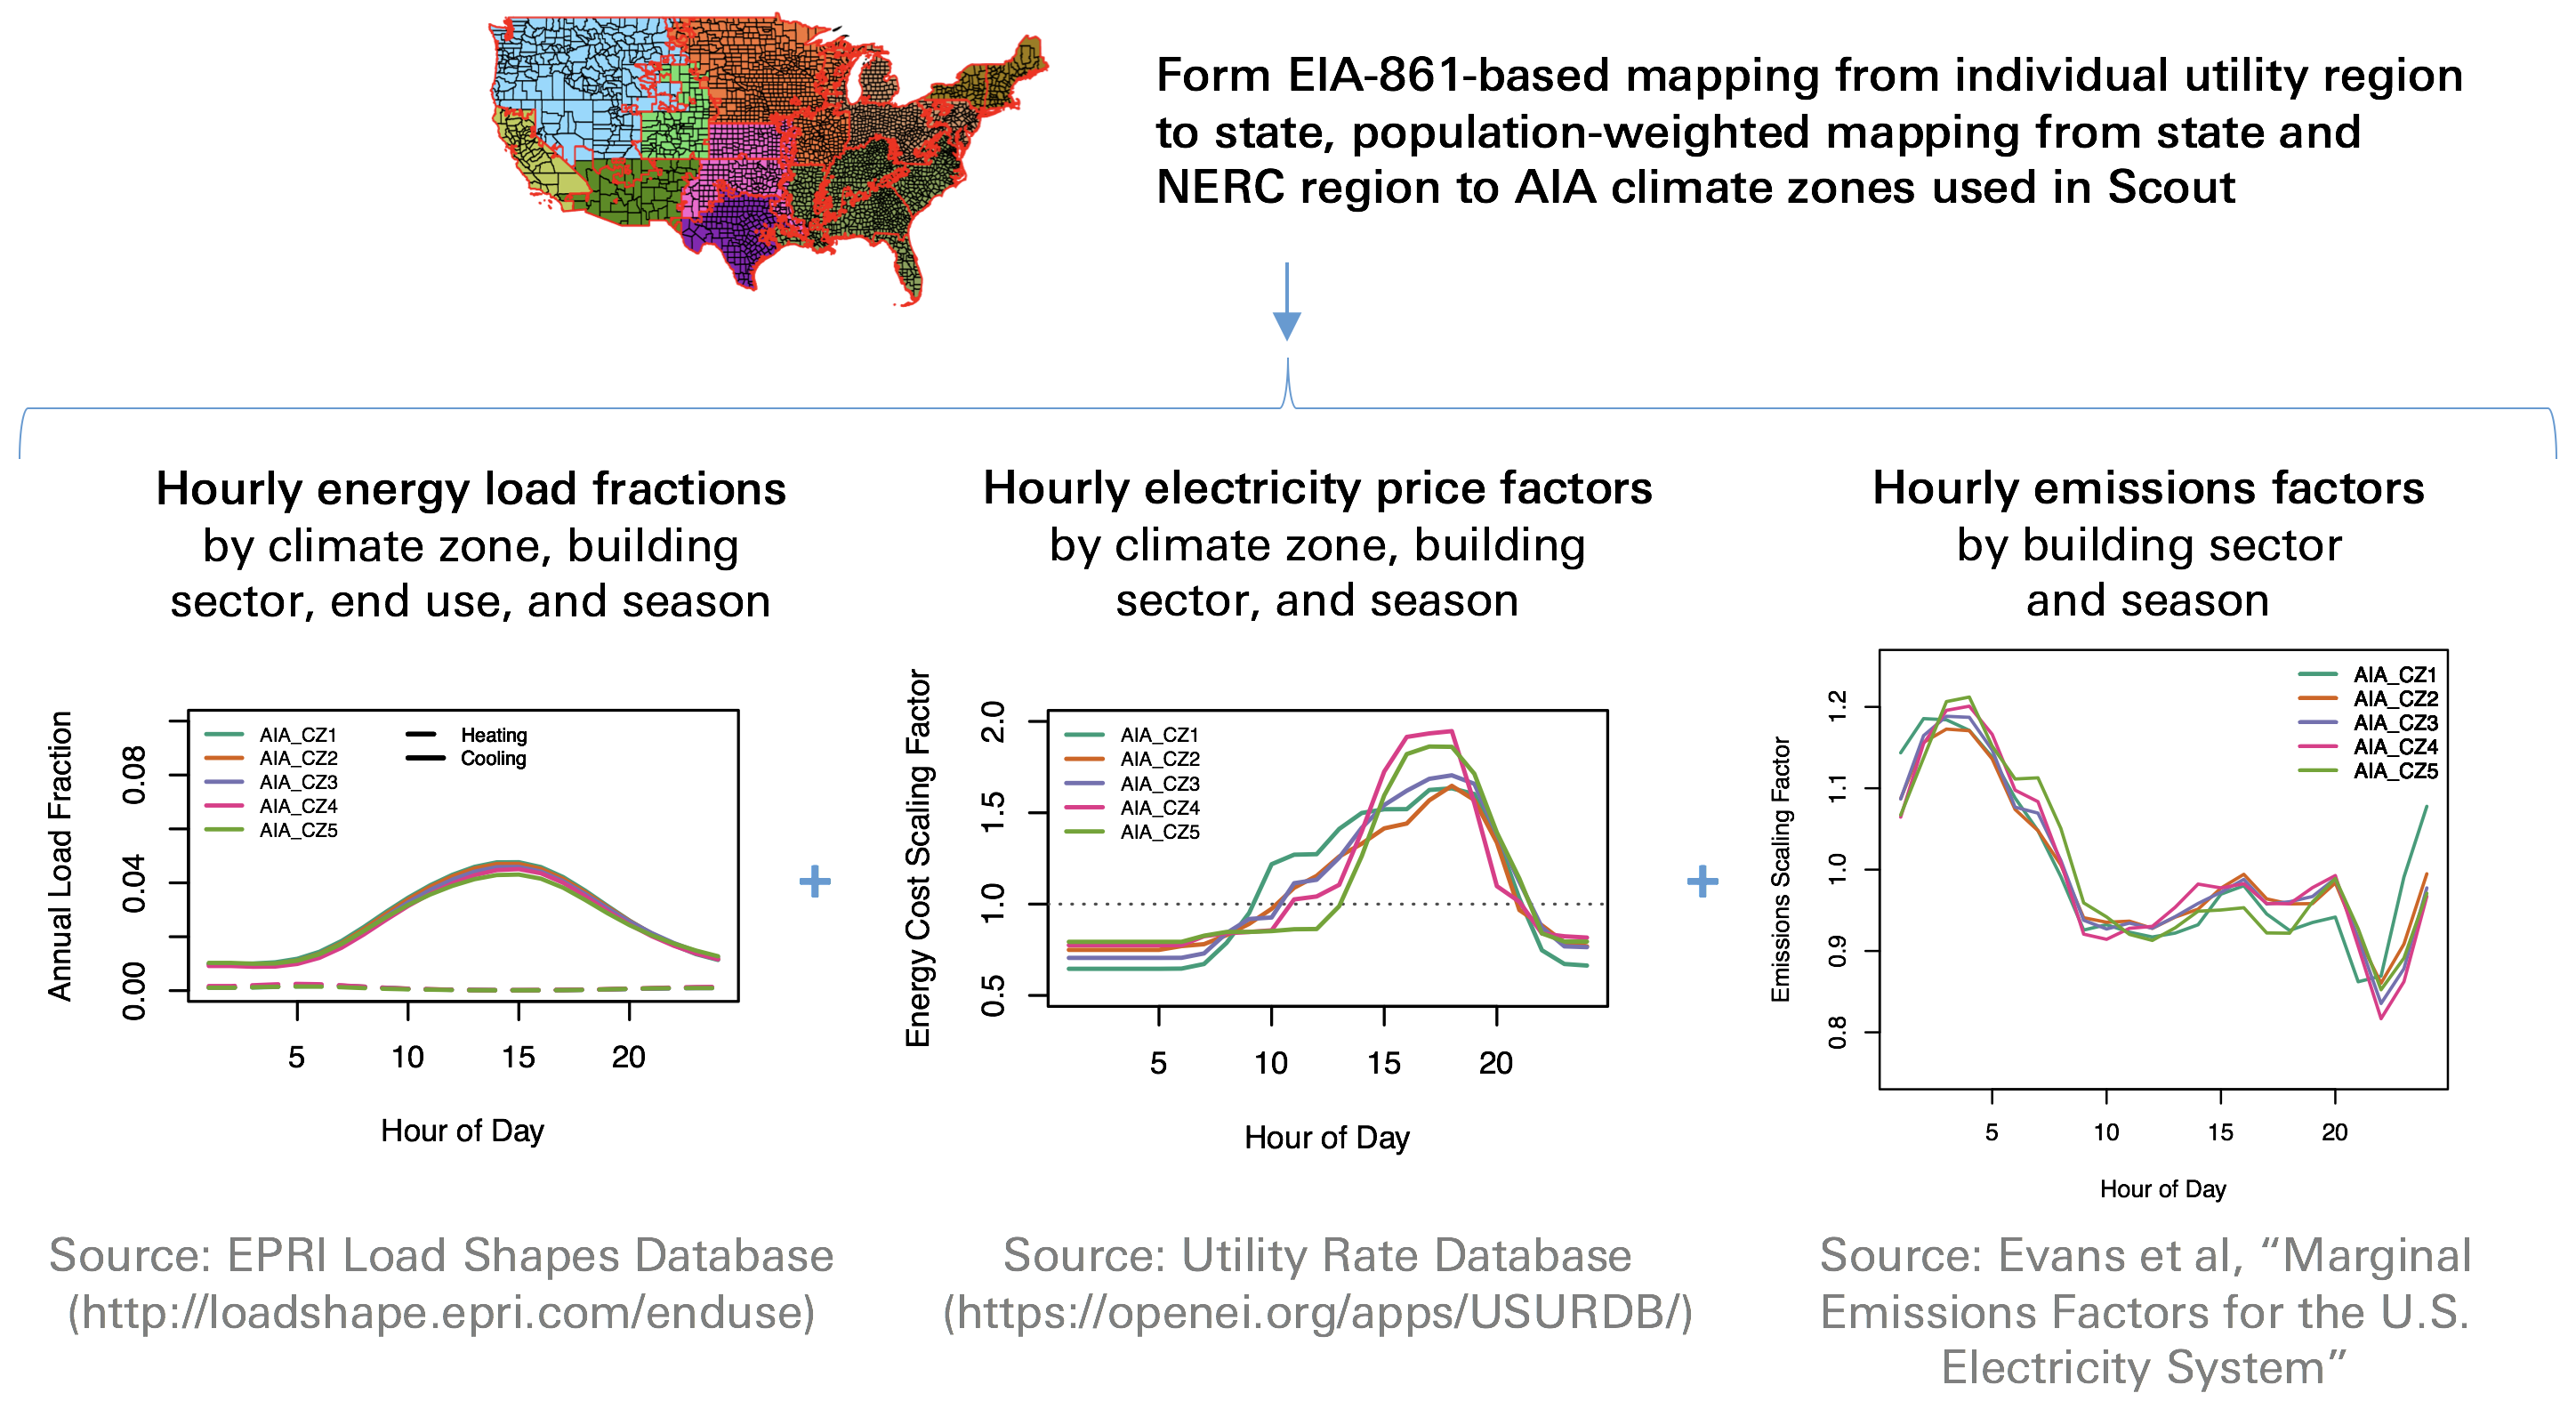 Form EIA-861-based mapping from individual utility region
to state, population-weighted mapping from state and
NERC region to AIA climate zones used in Scout
Hourly energy load fractions
by climate zone, building
sector, end use, and season
Annual Load Fraction
0.00
0.04
0.08
AIA_CZ1
AIA_CZ2
AIA_CZ3
AIA_CZ4
AIA_CZ5
Heating
Cooling
5
10
15
20
Hour of Day
Source: EPRI Load Shapes Database
(http://loadshape.epri.com/enduse)
+
Hourly electricity price factors
by climate zone, building
sector, and season
Energy Cost Scaling Factor
0.5
1.0
1.5
2.0
AIA_CZ1
AIA_CZ2
AIA_CZ3
AIA_CZ4
AIA_CZ5
5
10
15
20
Hour of Day
Source: Utility Rate Database
(https://openei.org/apps/USURDB/)
+
Hourly emissions factors
by building sector
and season
Emissions Scaling Factor
0.8
0.9
1.0
1.1
1.2
AIA_CZ1
AIA_CZ2
AIA_CZ3
AIA_CZ4
AIA_CZ5
5
10
15
20
Hour of Day
Source: Evans et al, “Marginal
Emissions Factors for the U.S.
Electricity System”